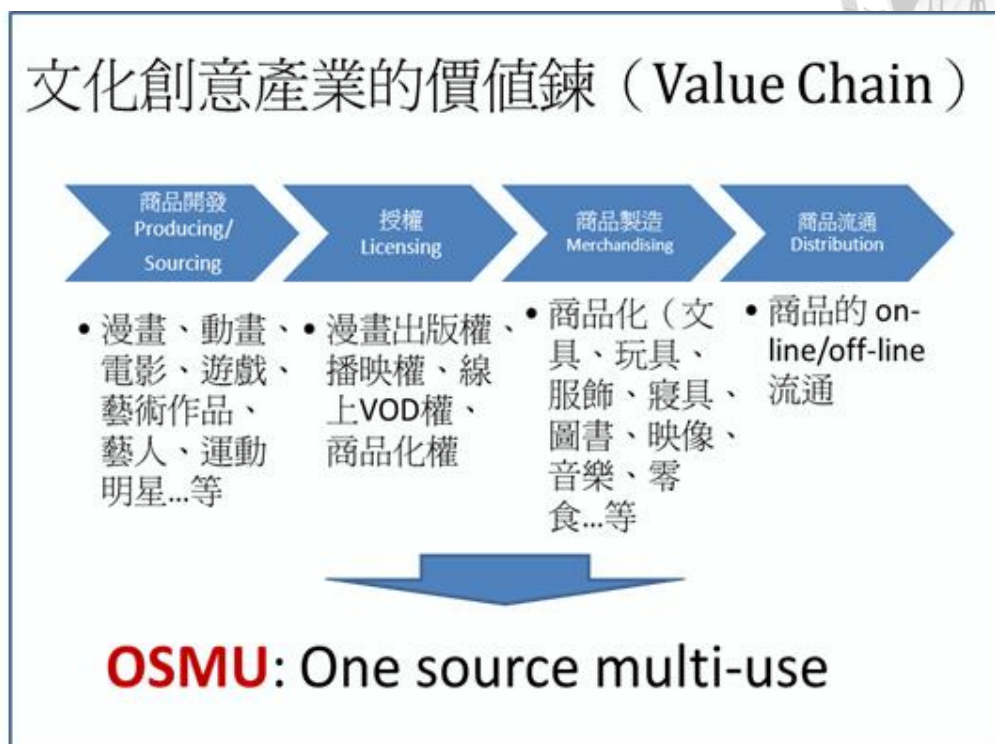 文化創意產業的價值鍊（Value Chain）
商品開發
Producing/
Sourcing
授權
Licensing
商品製造
Merchandising
商品流通
Distribution
• 漫畫、動畫、
電影、遊戲、
藝術作品、
藝人、運動
明星...等
• 漫畫出版權、
播映權、線
上VOD權、
商品化權
• 商品化（文
具、玩具、
服飾、寢具、
圖書、映像、
音樂、零
食...等
• 商品的 on-
line/off-line
流通
OSMU: One source multi-use